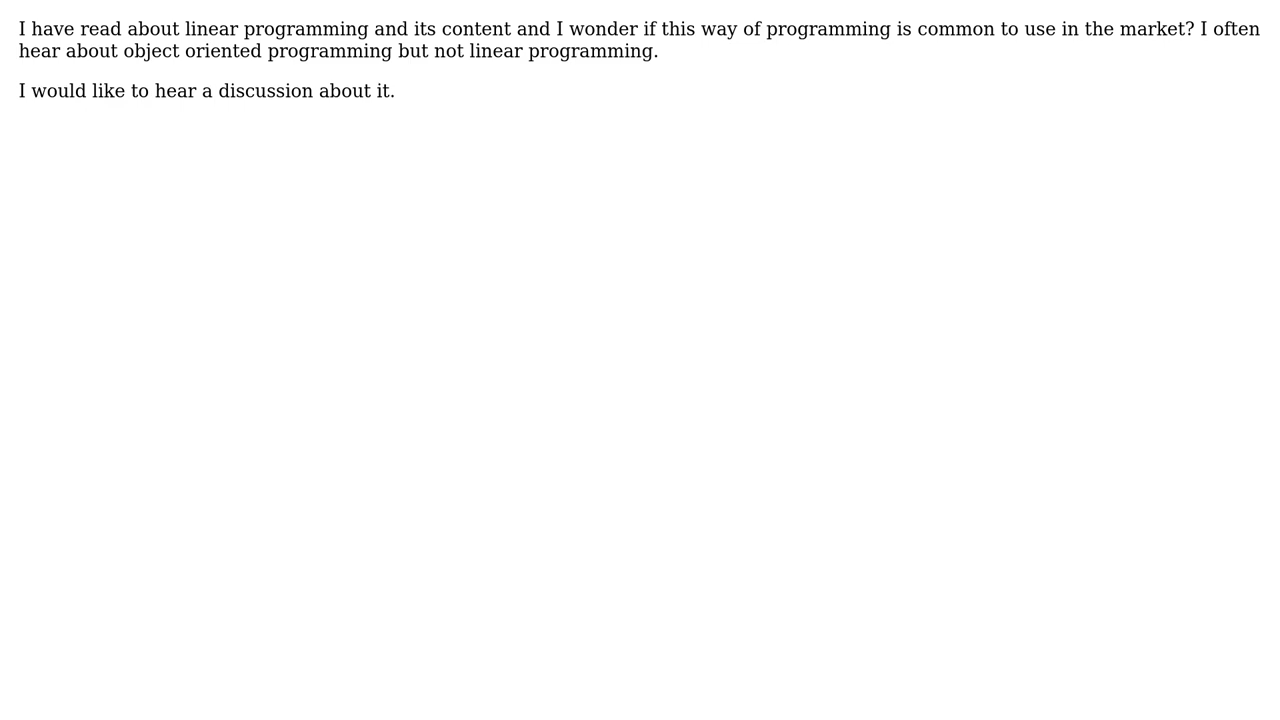 I have read about linear programming and its content and I wonder if this way of programming is common to use in the market? I often
hear about object oriented programming but not linear programming.
I would like to hear a discussion about it.